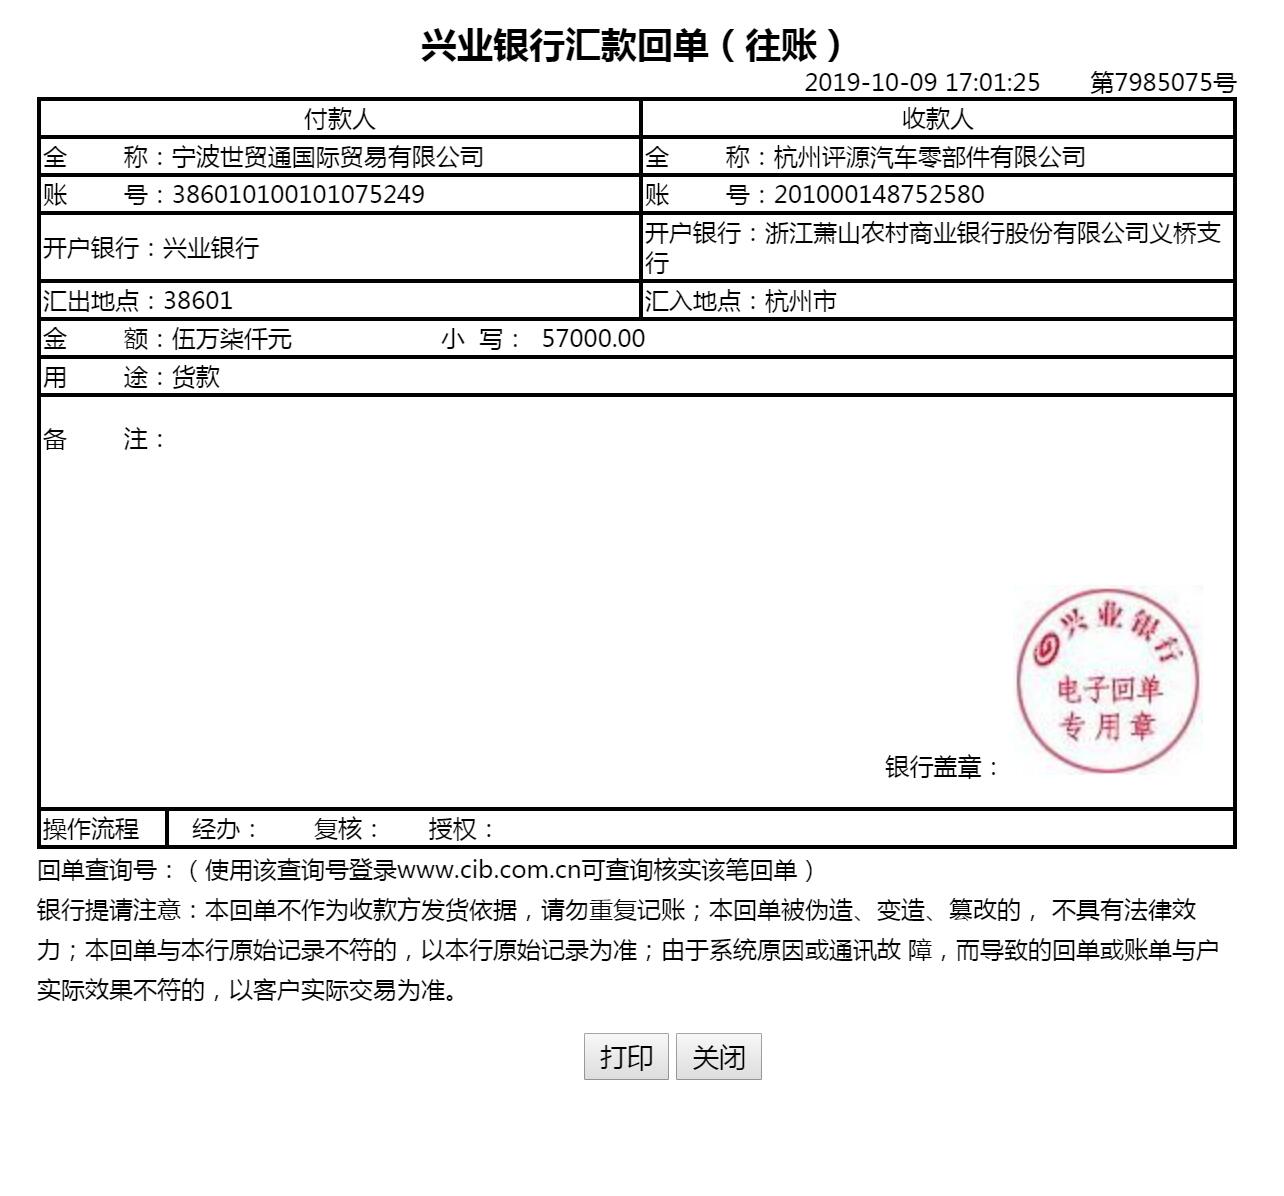 兴业银行汇款回单（往账）
2019-10-09 17:01:25 第7985075号
付款人 收款人
全 称：宁波世贸通国际贸易有限公司 全 称：杭州评源汽车零部件有限公司
账 号：386010100101075249 账 号：201000148752580
开户银行：兴业银行 开户银行：浙江萧山农村商业银行股份有限公司义桥支
行
汇出地点：38601 汇入地点：杭州市
金 额：伍万柒仟元 小 写： 57000.00
用 途：货款
备 注：
兴业银行
电子回单
专用章
银行盖章：
操作流程 经办： 复核： 授权：
回单查询号：（使用该查询号登录www.cib.com.cn可查询核实该笔回单）
银行提请注意：本回单不作为收款方发货依据，请勿重复记账；本回单被伪造、变造、篡改的， 不具有法律效
力；本回单与本行原始记录不符的，以本行原始记录为准；由于系统原因或通讯故 障，而导致的回单或账单与户
实际效果不符的，以客户实际交易为准。
打印 关闭